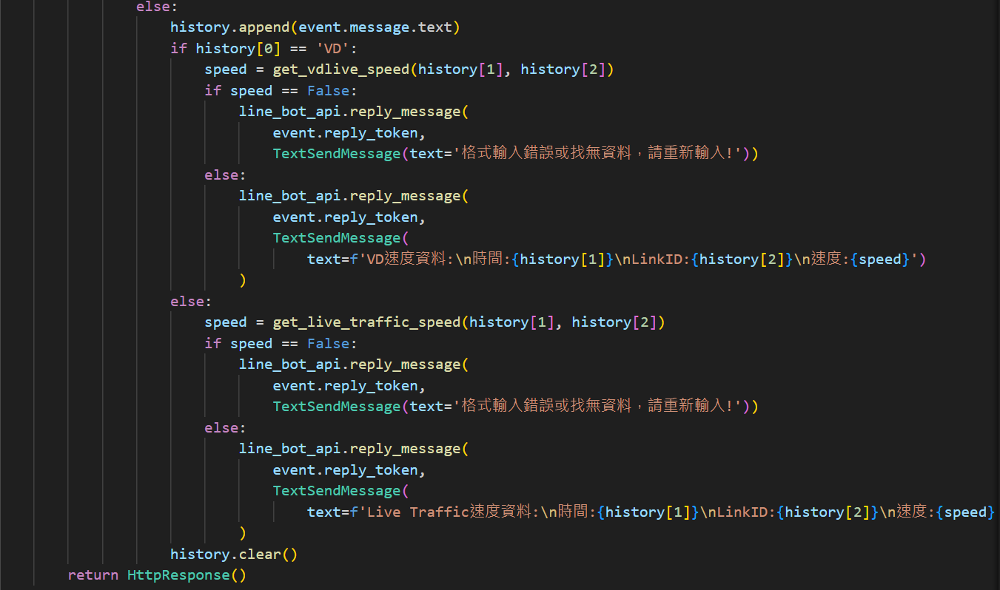 else:
history.append(event.message.text)
if history[0] == 'VD':
speed = get_vdlive_speed(history[1], history[2])
if speed == False:
line_bot_api.reply_message(
event.reply_token,
TextSendMessage(text='格式輸入錯誤或找無資料，請重新輸入!'))
else:
line_bot_api.reply_message(
event.reply_token,
TextSendMessage(
text=f'VD速度資料:\n時間:{history[1]}\nLinkID:{history[2]}\n速度:{speed}')
)
else:
speed = get_live_traffic_speed(history[1], history[2])
if speed == False:
line_bot_api.reply_message(
event.reply_token,
TextSendMessage(text='格式輸入錯誤或找無資料，請重新輸入!'))
else:
line_bot_api.reply_message(
event.reply_token,
TextSendMessage(
text=f'Live Traffic速度資料:\n時間:{history[1]}\nLinkID:{history[2]}\n速度:{speed}
)
history.clear()
return HttpResponse()